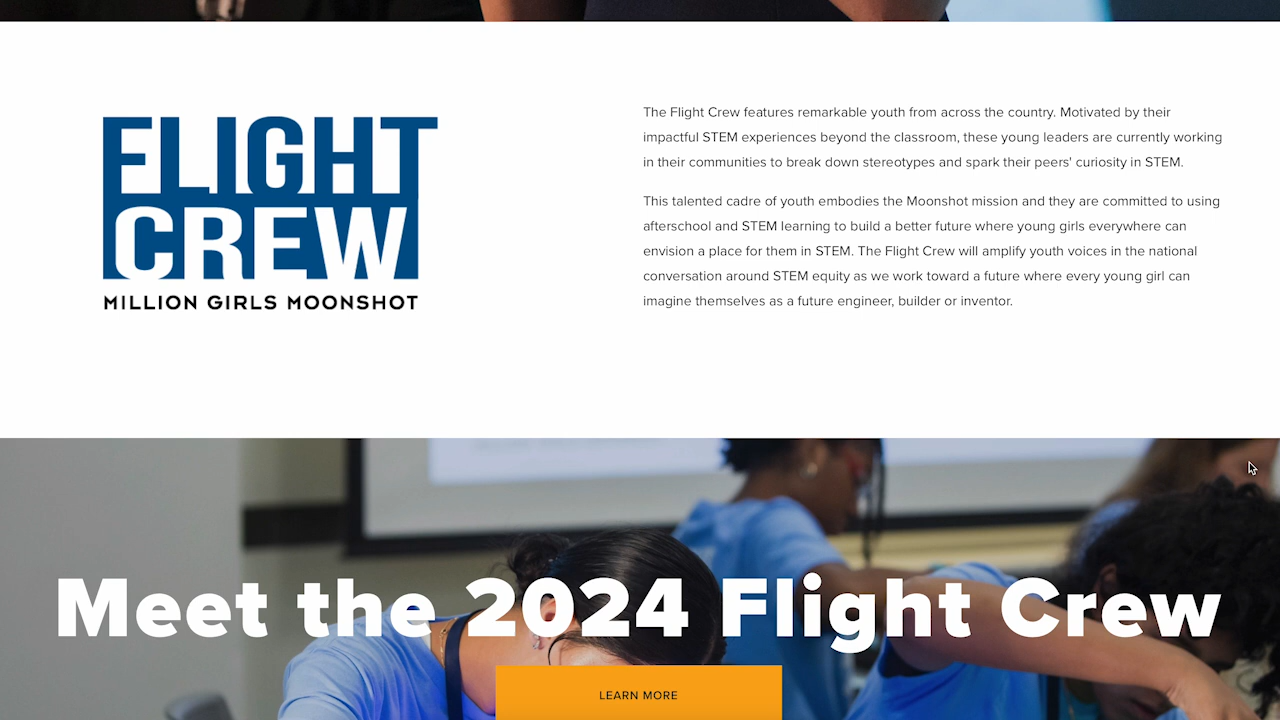 FLIGHT
CREW
MILLION GIRLS MOONSHOT
The Flight Crew features remarkable youth from across the country. Motivated by their
impactful STEM experiences beyond the classroom, these young leaders are currently working
in their communities to break down stereotypes and spark their peers' curiosity in STEM.
This talented cadre of youth embodies the Moonshot mission and they are committed to using
afterschool and STEM learning to build a better future where young girls everywhere can
envision a place for them in STEM. The Flight Crew will amplify youth voices in the national
conversation around STEM equity as we work toward a future where every young girl can
imagine themselves as a future engineer, builder or inventor.
Meet the 2024 Flight Crew
LEARN MORE